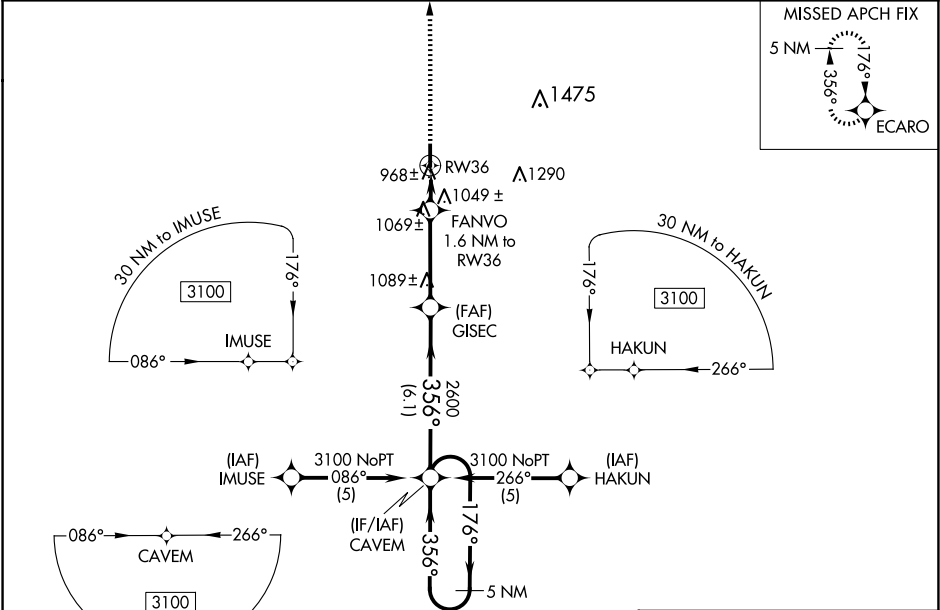 MISSED APCH FIX
5 NM
176°
356°
ECARO
1475
RW36
968±
1290
1049 ±
1069±
FANVO
1.6 NM to
RW36
30 NM to IMUSE
176°
3100
IMUSE
086°
30 NM to HAKUN
176°
3100
HAKUN
266°
1089±
(FAF)
GISEC
2600
356°
(6.1)
(IAF)
IMUSE
3100 NoPT
086°
(5)
3100 NoPT
266°
(5)
(IAF)
HAKUN
(IF/IAF)
CAVEM
356°
176°
5 NM
086°
266°
CAVEM
3100